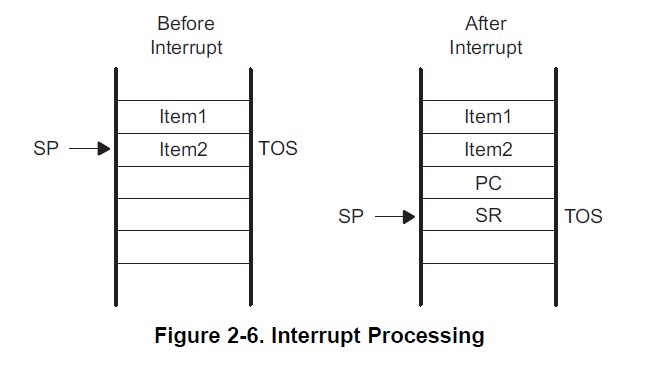 Before
Interrupt
After
Interrupt
Item1
Item1
SP
Item2
TOS
Item2
PC
SP
SR
TOS
Figure 2-6. Interrupt Processing